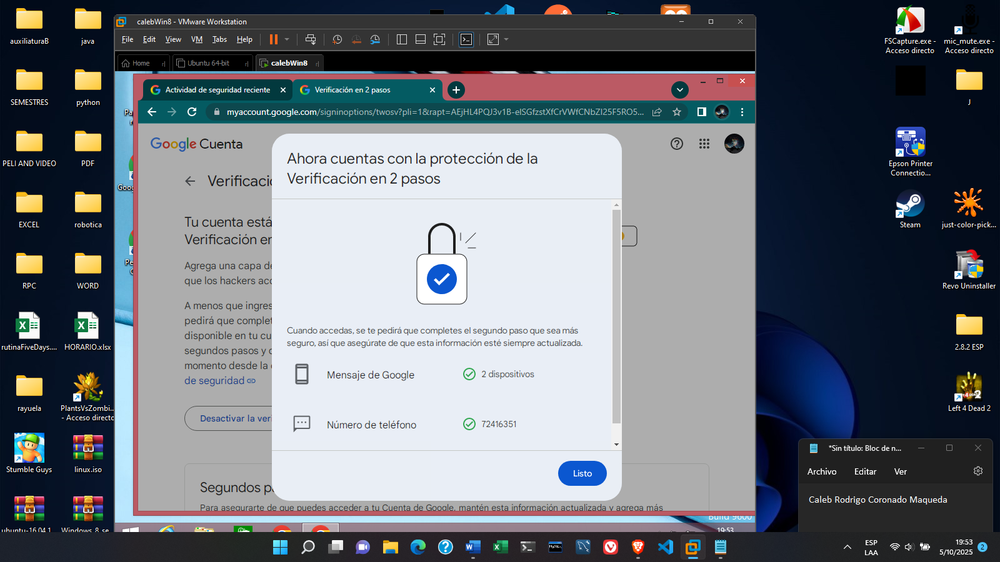 auxiliaturaB
java
SEMESTRES
python
PELI AND VIDEO
PDF
EXCEL
robotica
RPC
WORD
rutinaFiveDays....
HORARIO.xlsx
rayuela
PlantsVsZombi...
- Acceso directo
Stumble Guys
linux.iso
ubuntu-16.04.1
Windows_8_se
calebWin8 - VMware Workstation
File Edit View VM Tabs Help
Home
Ubuntu 64-bit
calebWin8
Actividad de seguridad reciente
Verificación en 2 pasos
myaccount.google.com/signinoptions/twosv?pli=1&rapt=AEjHL4PQJ3v1B-elSGfzstXfCrVWfCNbZI25F5RO5...
Google Cuenta
Verificació
Tu cuenta está
Verificación en
Agrega una capa de
que los hackers acc
A menos que ingres
pedirá que complet
disponible en tu cu
segundos pasos y c
momento desde la
de seguridad
Desactivar la veri
Segundos pa
Para asegurarte de que puedes acceder a tu Cuenta de Google, mantén esta información actualizada y agrega más
Ahora cuentas con la protección de la
Verificación en 2 pasos
Cuando accedas, se te pedirá que completes el segundo paso que sea más
seguro, así que asegúrate de que esta información esté siempre actualizada.
Mensaje de Google
2 dispositivos
Número de teléfono
72416351
Listo
Build 9600
19:53
FSCapture.exe -
Acceso directo
mic_mute.exe -
Acceso directo
J
Epson Printer
Connectio...
Steam
just-color-pick...
Revo Uninstaller
2.8.2 ESP
Left 4 Dead 2
*Sin título: Bloc de n...
Archivo Editar Ver
Caleb Rodrigo Coronado Maqueda
ESP
LAA
19:53
5/10/2025
2